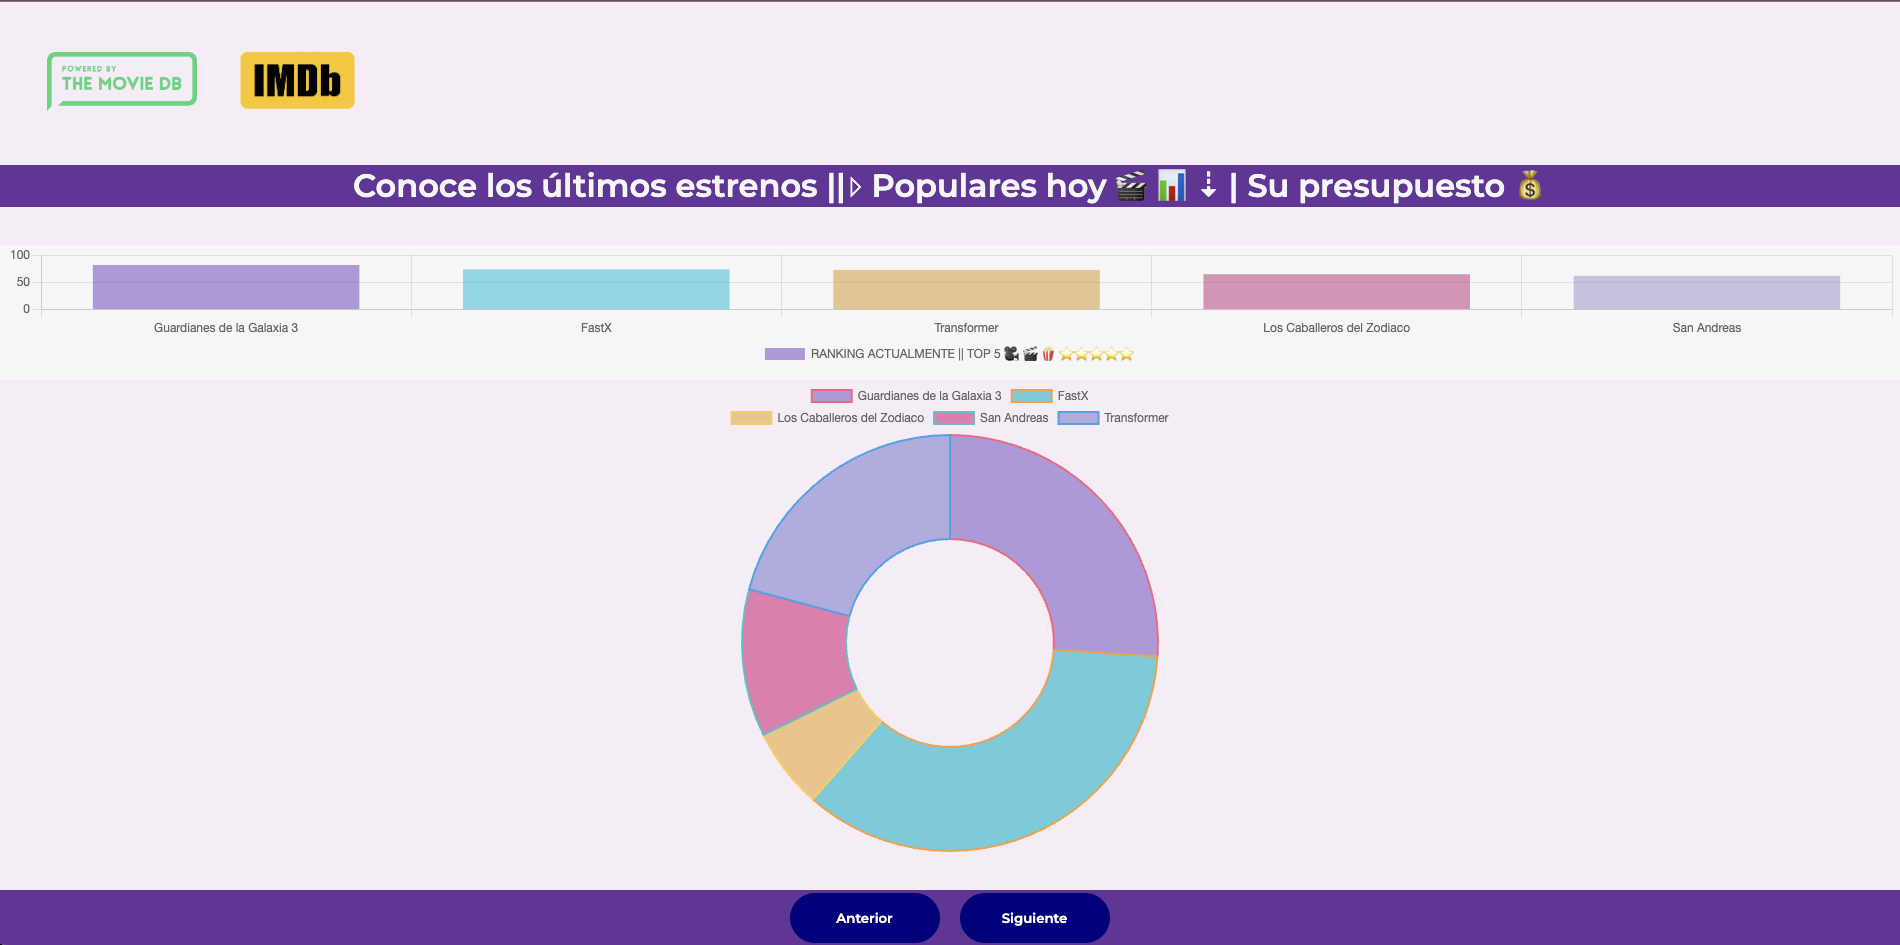 POWERED BY
THE MOVIE DB
IMDb
Conoce los últimos estrenos ||▷ Populares hoy 🎬 📊 ⇣ | Su presupuesto 💰
100
50
0
Guardianes de la Galaxia 3 FastX Transformer Los Caballeros del Zodiaco San Andreas
RANKING ACTUALMENTE || TOP 5 🎥 🎬 🍿 ⭐⭐⭐⭐⭐
Guardianes de la Galaxia 3 FastX
Los Caballeros del Zodiaco San Andreas Transformer
Anterior Siguiente